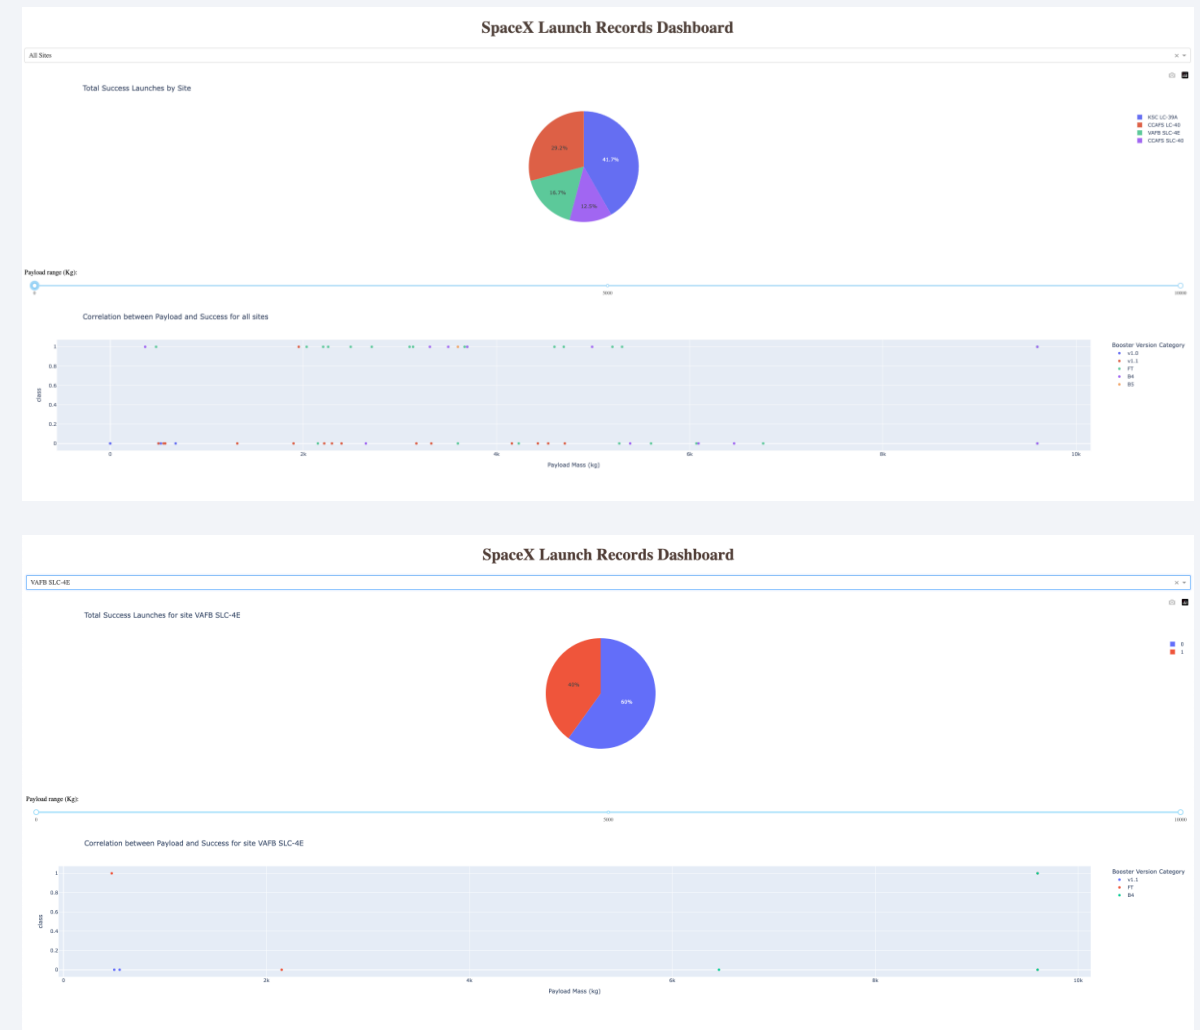 SpaceX Launch Records Dashboard
All Sites
Total Success Launches by Site
KSC LC-39A
CCAFS LC-40
VAFB SLC-4E
CCAFS SLC-40
29.2%
41.7%
16.7%
12.5%
Payload range (Kg):
0 5000 10000
Correlation between Payload and Success for all sites
Booster Version Category
v1.0
v1.1
FT
B4
B5
class
1
0.8
0.6
0.4
0.2
0
0 2k 4k 6k 8k 10k
Payload Mass (kg)
SpaceX Launch Records Dashboard
VAFB SLC-4E
Total Success Launches for site VAFB SLC-4E
0
1
40%
60%
Payload range (Kg):
0 5000 10000
Correlation between Payload and Success for site VAFB SLC-4E
Booster Version Category
v1.1
FT
B4
class
1
0.8
0.6
0.4
0.2
0
0 2k 4k 6k 8k 10k
Payload Mass (kg)